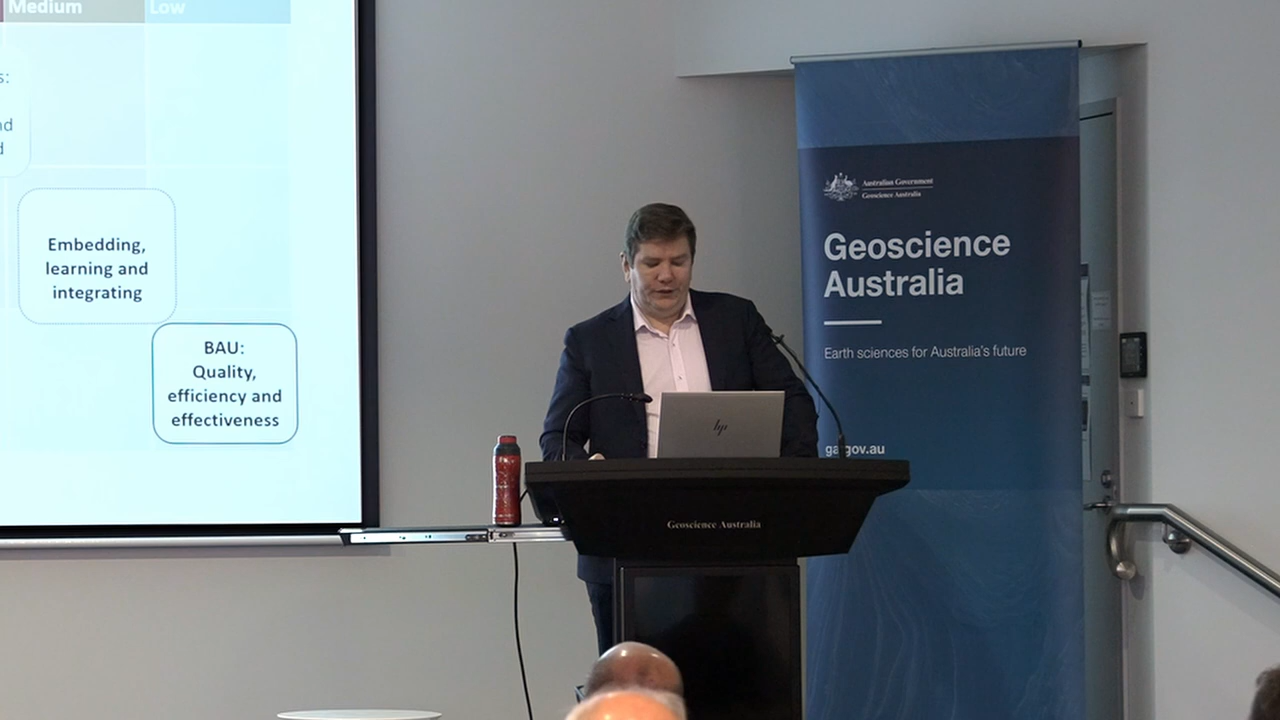 Medium
Low
s:
nd
d
Embedding,
learning and
integrating
BAU:
Quality,
efficiency and
effectiveness
Australian Government
Geoscience Australia
Geoscience
Australia
Earth sciences for Australia's future
ga.gov.au
hp
Geoscience Australia